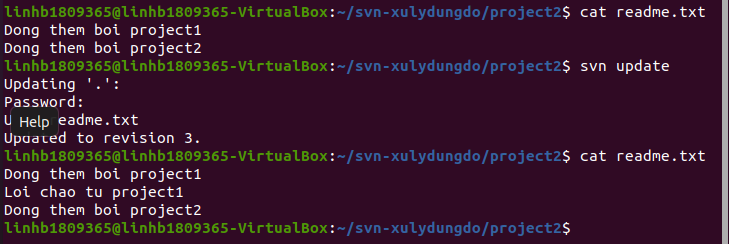 linhb1809365@linhb1809365-VirtualBox:~/svn-xulydungdo/project2$ cat readme.txt
Dong them boi project1
Dong them boi project2
linhb1809365@linhb1809365-VirtualBox:~/svn-xulydungdo/project2$ svn update
Updating '.':
Password:
U eadme.txt
Help
Updated to revision 3.
linhb1809365@linhb1809365-VirtualBox:~/svn-xulydungdo/project2$ cat readme.txt
Dong them boi project1
Loi chao tu project1
Dong them boi project2
linhb1809365@linhb1809365-VirtualBox:~/svn-xulydungdo/project2$